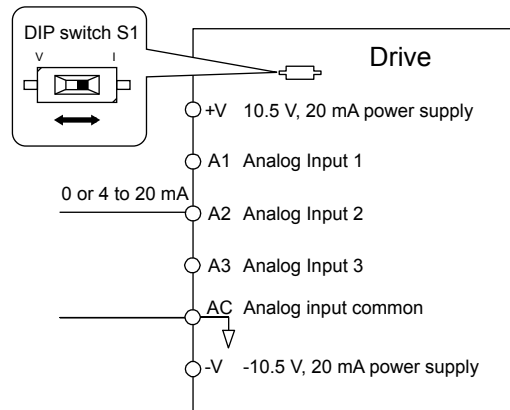 DIP switch S1
V I
Drive
+V 10.5 V, 20 mA power supply
A1 Analog Input 1
0 or 4 to 20 mA
A2 Analog Input 2
A3 Analog Input 3
AC Analog input common
-V -10.5 V, 20 mA power supply